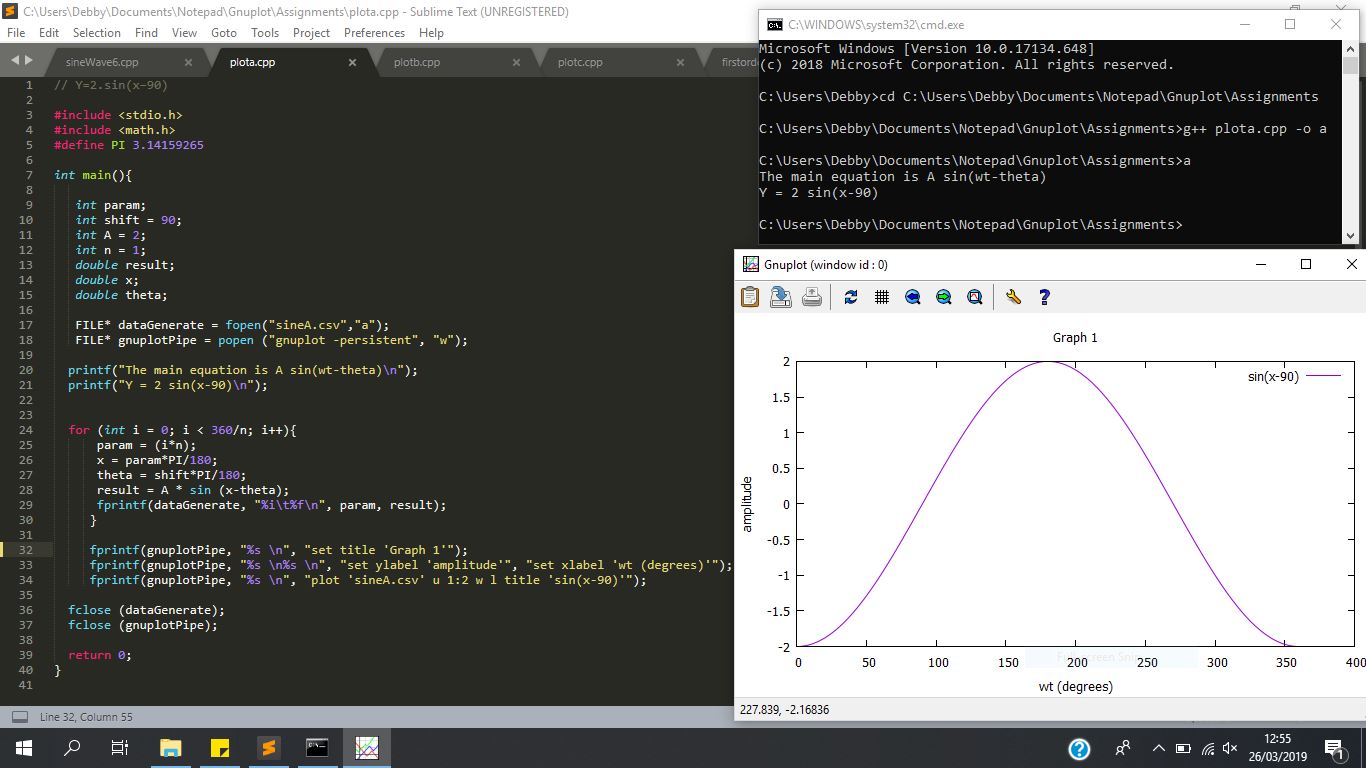 C:\Users\Debby\Documents\Notepad\Gnuplot\Assignments\plota.cpp - Sublime Text (UNREGISTERED)
File Edit Selection Find View Goto Tools Project Preferences Help
sineWave6.cpp × plota.cpp × plotb.cpp × plotc.cpp × firstord
1 // Y=2.sin(x-90)
2
3 #include <stdio.h>
4 #include <math.h>
5 #define PI 3.14159265
6
7 int main(){
8
9 int param;
10 int shift = 90;
11 int A = 2;
12 int n = 1;
13 double result;
14 double x;
15 double theta;
16
17 FILE* dataGenerate = fopen("sineA.csv","a");
18 FILE* gnuplotPipe = popen ("gnuplot -persistent", "w");
19
20 printf("The main equation is A sin(wt-theta)\n");
21 printf("Y = 2 sin(x-90)\n");
22
23
24 for (int i = 0; i < 360/n; i++){
25 param = (i*n);
26 x = param*PI/180;
27 theta = shift*PI/180;
28 result = A * sin (x-theta);
29 fprintf(dataGenerate, "%i\t%f\n", param, result);
30 }
31
32 fprintf(gnuplotPipe, "%s \n", "set title 'Graph 1'");
33 fprintf(gnuplotPipe, "%s \n%s \n", "set ylabel 'amplitude'", "set xlabel 'wt (degrees)'");
34 fprintf(gnuplotPipe, "%s \n", "plot 'sineA.csv' u 1:2 w l title 'sin(x-90)'");
35
36 fclose (dataGenerate);
37 fclose (gnuplotPipe);
38
39 return 0;
40 }
41
Line 32, Column 55
C:\WINDOWS\system32\cmd.exe
Microsoft Windows [Version 10.0.17134.648]
(c) 2018 Microsoft Corporation. All rights reserved.
C:\Users\Debby>cd C:\Users\Debby\Documents\Notepad\Gnuplot\Assignments
C:\Users\Debby\Documents\Notepad\Gnuplot\Assignments>g++ plota.cpp -o a
C:\Users\Debby\Documents\Notepad\Gnuplot\Assignments>a
The main equation is A sin(wt-theta)
Y = 2 sin(x-90)
C:\Users\Debby\Documents\Notepad\Gnuplot\Assignments>
Gnuplot (window id : 0)
Graph 1
sin(x-90)
2
1.5
1
0.5
0
-0.5
-1
-1.5
-2
amplitude
0 50 100 150 200 250 300 350 400
Full-screen Snip
wt (degrees)
227.839, -2.16836
12:55
26/03/2019
1